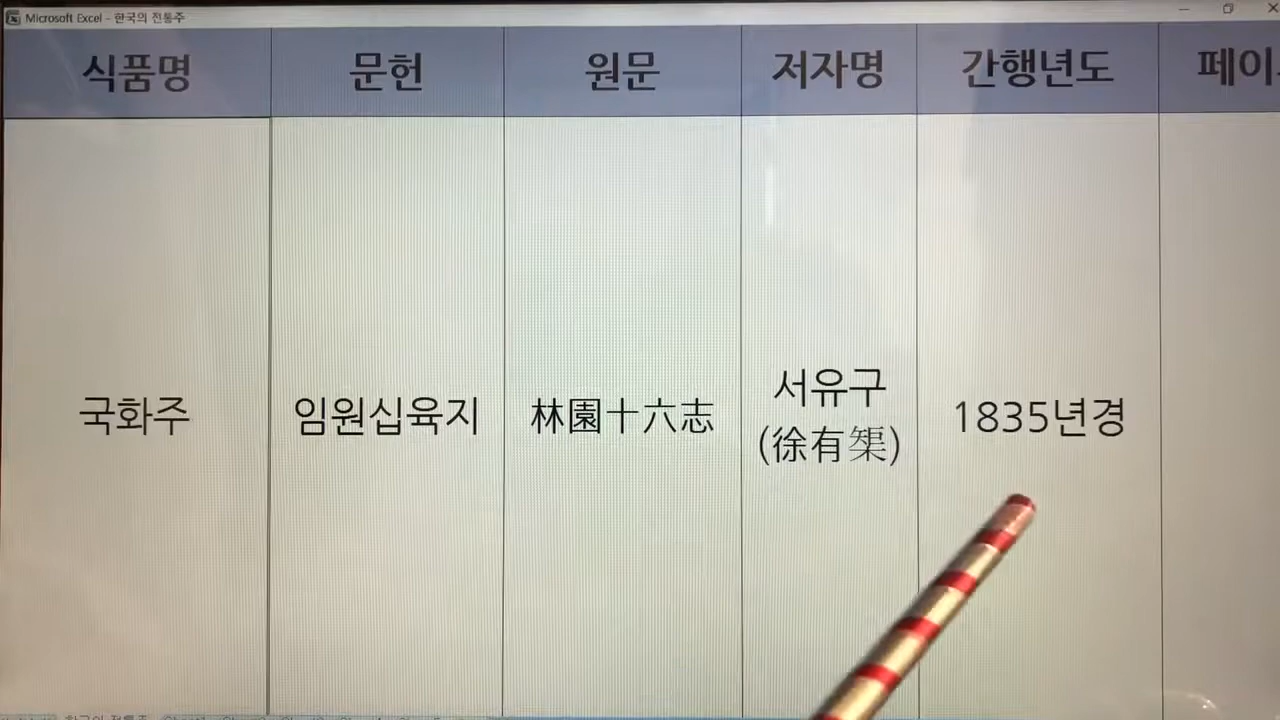 Microsoft Excel - 한국의 전통주
식품명 문헌 원문 저자명 간행년도 페이
국화주 임원십육지 林園十六志 서유구 1835년경
(徐有榘)